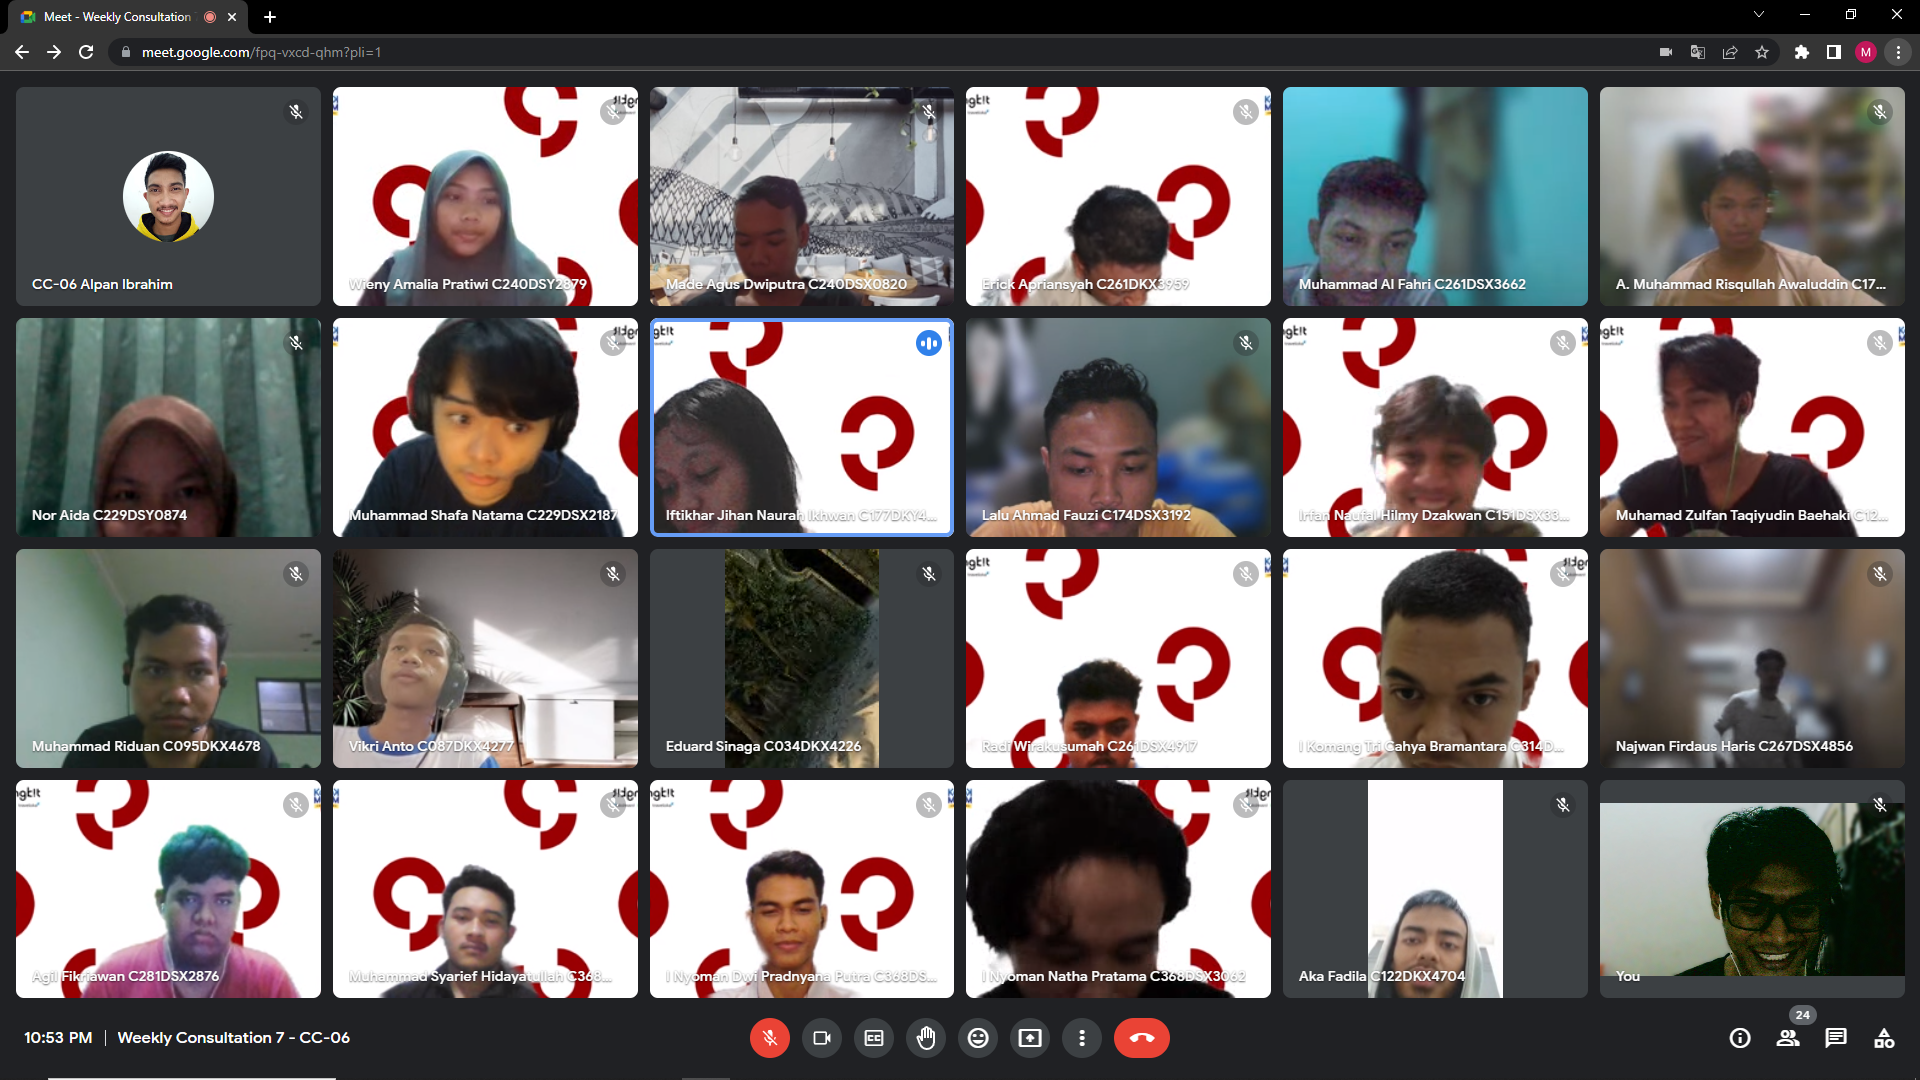 Meet - Weekly Consultation
meet.google.com/fpq-vxcd-qhm?pli=1
M
CC-06 Alpan Ibrahim
Wieny Amalia Pratiwi C240DSY2879
Made Agus Dwiputra C240DSX0820
Erick Apriansyah C261DKX3959
Muhammad Al Fahri C261DSX3662
A. Muhammad Risqullah Awaluddin C17...
Nor Aida C229DSY0874
Muhammad Shafa Natama C229DSX2187
Iftikhar Jihan Naurah Ikhwan C177DKY4...
Lalu Ahmad Fauzi C174DSX3192
Irfan Naufal Hilmy Dzakwan C151DSX33...
Muhamad Zulfan Taqiyudin Baehaki C12...
Muhammad Riduan C095DKX4678
Vikri Anto C087DKX4277
Eduard Sinaga C034DKX4226
Radi Wirakusumah C261DSX4917
I Komang Tri Cahya Bramantara C314D...
Najwan Firdaus Haris C267DSX4856
Agil Fikriawan C281DSX2876
Muhammad Syarief Hidayatullah C368...
I Nyoman Dwi Pradnyana Putra C368DS...
I Nyoman Natha Pratama C368DSX3062
Aka Fadila C122DKX4704
You
10:53 PM | Weekly Consultation 7 - CC-06
24